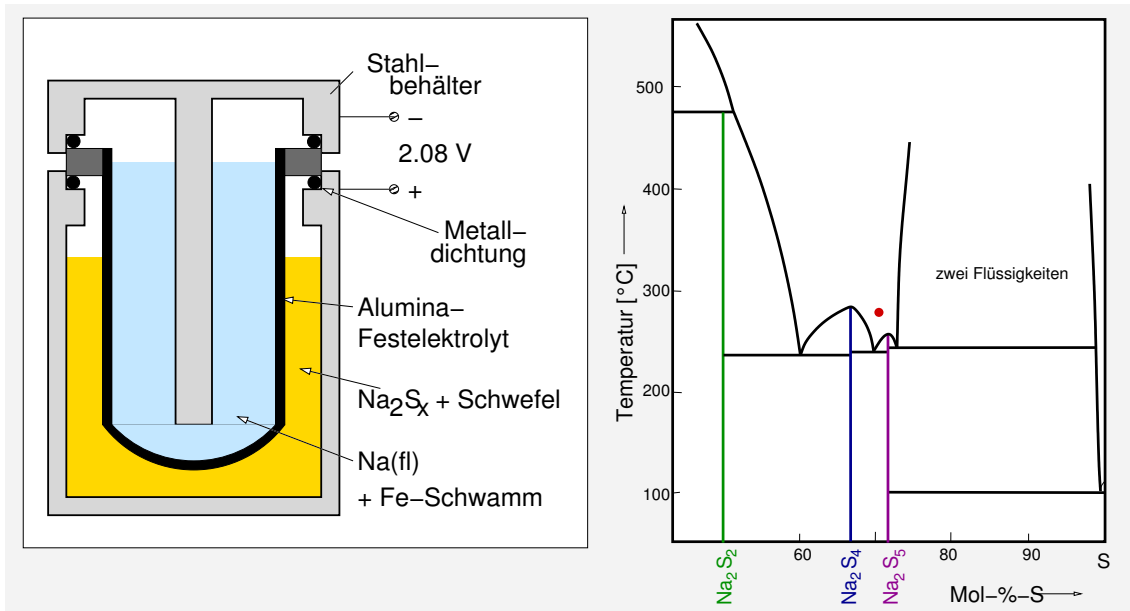 Stahl–
behälter
–
2.08 V
+
Metall–
dichtung
Alumina–
Festelektrolyt
Na₂Sₓ + Schwefel
Na(fl)
+ Fe–Schwamm
Temperatur [°C]
500
400
300
200
100
zwei Flüssigkeiten
60
80
90
S
Na₂S₂
Na₂S₄
Na₂S₅
Mol–%–S